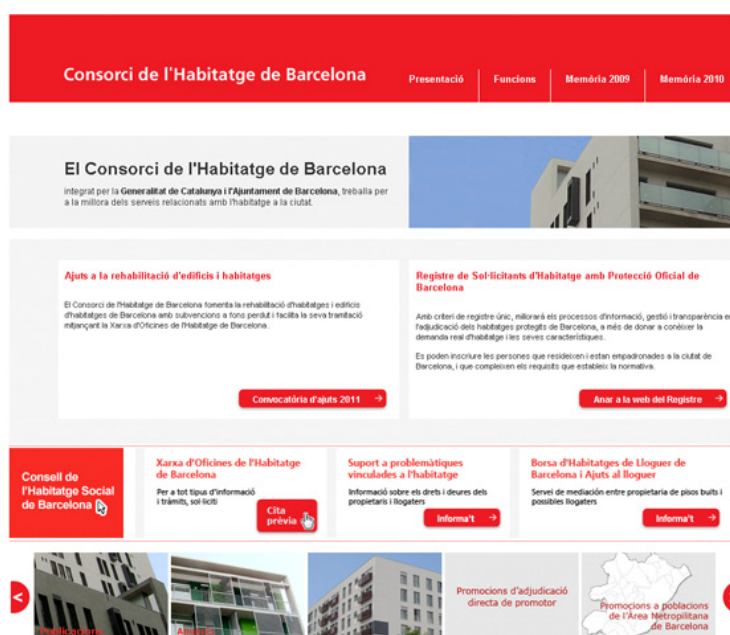 Consorci de l'Habitatge de Barcelona
Presentació
Funcions
Memòria 2009
Memòria 2010
El Consorci de l'Habitatge de Barcelona
integrat per la Generalitat de Catalunya i l'Ajuntament de Barcelona, treballa per
a la millora dels serveis relacionats amb l'habitatge a la ciutat.
Ajuts a la rehabilitació d'edificis i habitatges
El Consorci de l'Habitatge de Barcelona fomenta la rehabilitació d'habitatges i edificis
d'habitatges de Barcelona amb subvencions a fons perdut i facilita la seva tramitació
mitjançant la Xarxa d'Oficines de l'Habitatge de Barcelona.
Convocatòria d'ajuts 2011
Registre de Sol·licitants d'Habitatge amb Protecció Oficial de
Barcelona
Amb criteri de registre únic, millorarà els processos d'informació, gestió i transparència en
l'adjudicació dels habitatges protegits de Barcelona, a més de donar a conèixer la
demanda real d'habitatge i les seves característiques.
Es poden inscriure les persones que resideixen i estan empadronades a la ciutat de
Barcelona, i que compleixen els requisits que estableix la normativa.
Anar a la web del Registre
Consell de
l'Habitatge Social
de Barcelona
Xarxa d'Oficines de l'Habitatge
de Barcelona
Per a tot tipus d'informació
i tràmits, sol·liciti
Cita
prèvia
Suport a problemàtiques
vinculades a l'habitatge
Informació sobre els drets i deures dels
propietaris i llogaters
Informa't
Borsa d'Habitatges de Lloguer de
Barcelona i Ajuts al lloguer
Servei de mediación entre propietaria de pisos buits i
possibles llogaters
Informa't
Publicacions
Promocions d'adjudicació
directa de promotor
Promocions a poblacions
de l'Àrea Metropolitana
de Barcelona